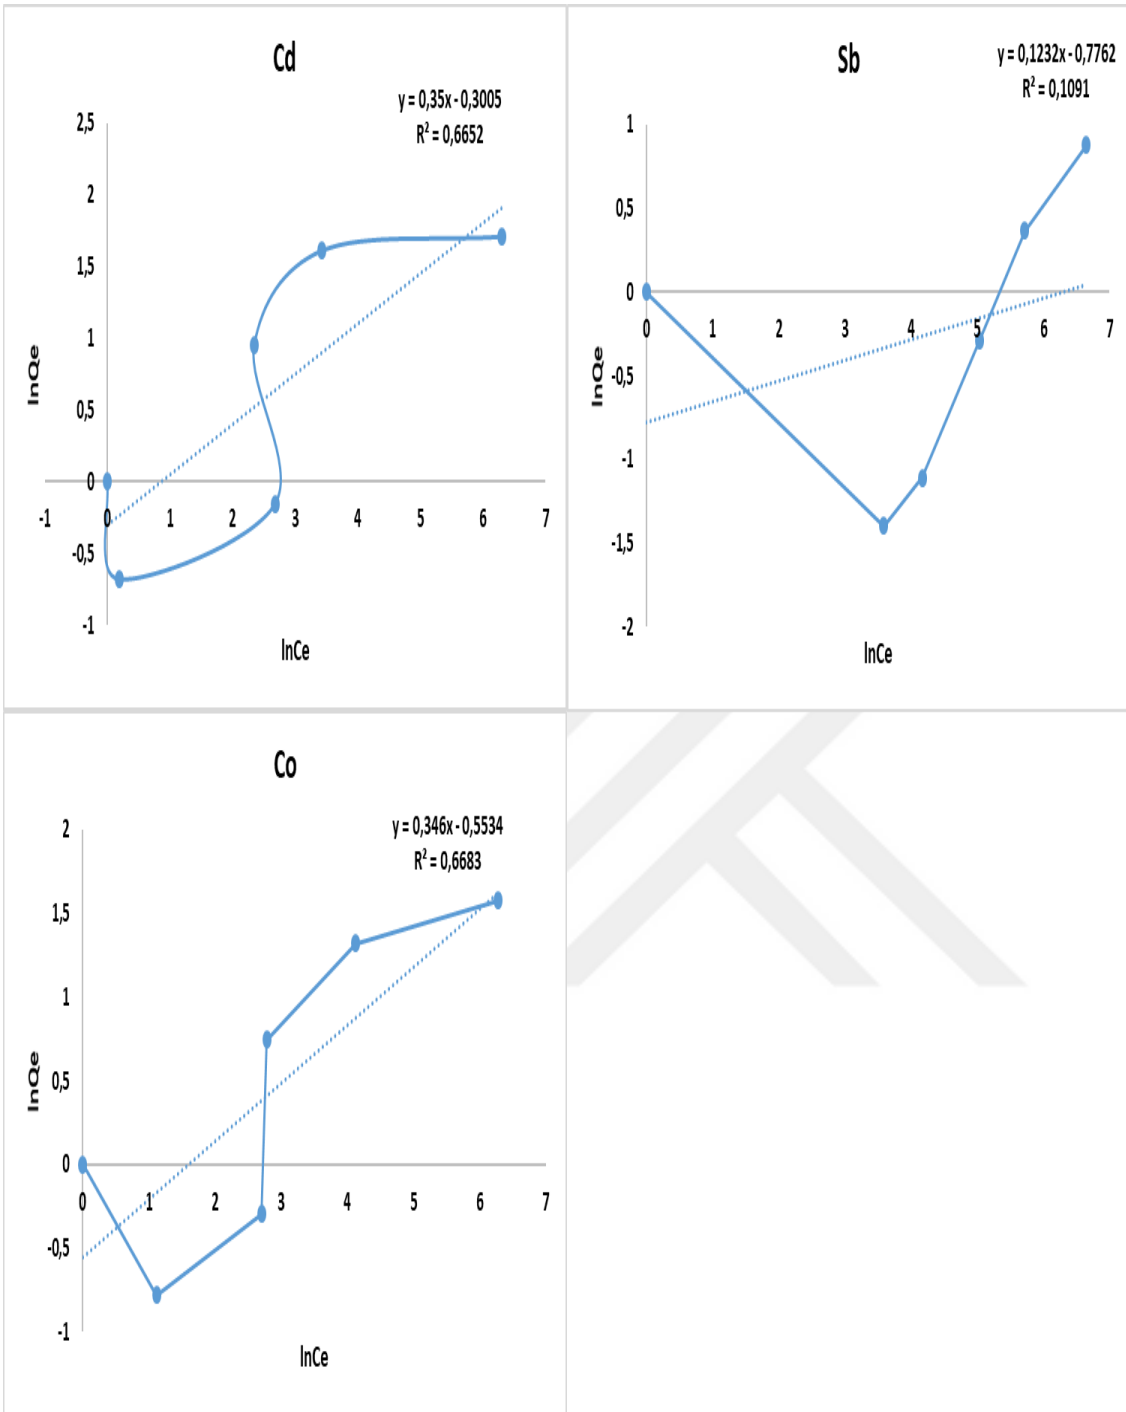 Cd
y = 0,35x - 0,3005
R² = 0,6652
2,5
2
1,5
1
0,5
0
-0,5
-1
-1 0 1 2 3 4 5 6 7
lnQe
lnCe
Sb
y = 0,1232x - 0,7762
R² = 0,1091
1
0,5
0
-0,5
-1
-1,5
-2
0 1 2 3 4 5 6 7
lnQe
lnCe
Co
y = 0,346x - 0,5534
R² = 0,6683
2
1,5
1
0,5
0
-0,5
-1
0 1 2 3 4 5 6 7
lnQe
lnCe